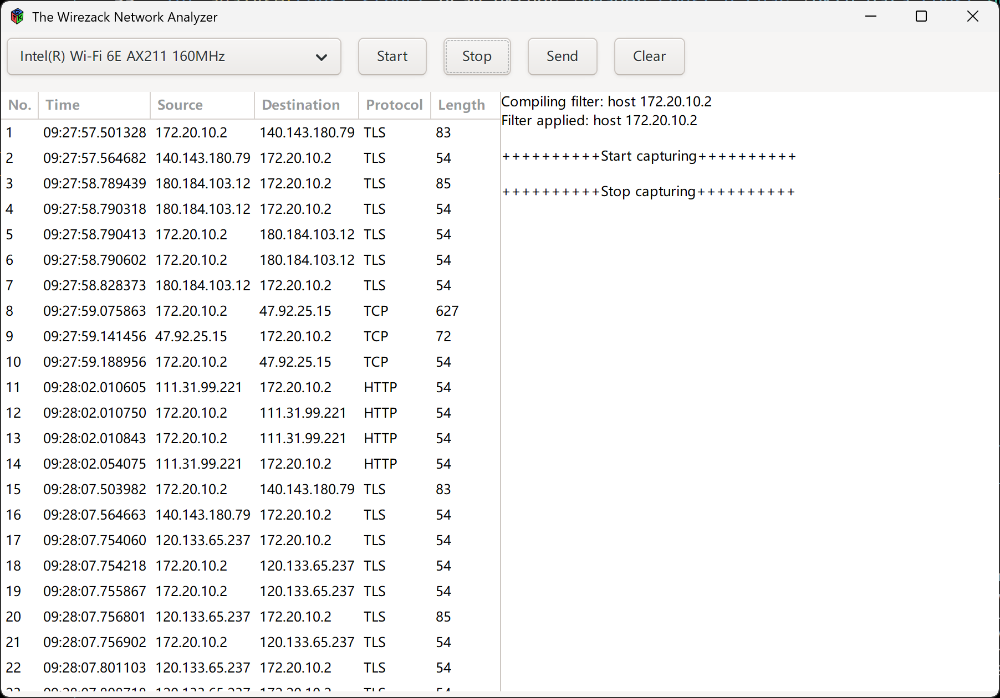 The Wirezack Network Analyzer
Intel(R) Wi-Fi 6E AX211 160MHz Start Stop Send Clear
No. Time Source Destination Protocol Length
1 09:27:57.501328 172.20.10.2 140.143.180.79 TLS 83
2 09:27:57.564682 140.143.180.79 172.20.10.2 TLS 54
3 09:27:58.789439 180.184.103.12 172.20.10.2 TLS 85
4 09:27:58.790318 180.184.103.12 172.20.10.2 TLS 54
5 09:27:58.790413 172.20.10.2 180.184.103.12 TLS 54
6 09:27:58.790602 172.20.10.2 180.184.103.12 TLS 54
7 09:27:58.828373 180.184.103.12 172.20.10.2 TLS 54
8 09:27:59.075863 172.20.10.2 47.92.25.15 TCP 627
9 09:27:59.141456 47.92.25.15 172.20.10.2 TCP 72
10 09:27:59.188956 172.20.10.2 47.92.25.15 TCP 54
11 09:28:02.010605 111.31.99.221 172.20.10.2 HTTP 54
12 09:28:02.010750 172.20.10.2 111.31.99.221 HTTP 54
13 09:28:02.010843 172.20.10.2 111.31.99.221 HTTP 54
14 09:28:02.054075 111.31.99.221 172.20.10.2 HTTP 54
15 09:28:07.503982 172.20.10.2 140.143.180.79 TLS 83
16 09:28:07.564663 140.143.180.79 172.20.10.2 TLS 54
17 09:28:07.754060 120.133.65.237 172.20.10.2 TLS 54
18 09:28:07.754218 172.20.10.2 120.133.65.237 TLS 54
19 09:28:07.755867 172.20.10.2 120.133.65.237 TLS 54
20 09:28:07.756801 120.133.65.237 172.20.10.2 TLS 85
21 09:28:07.756902 172.20.10.2 120.133.65.237 TLS 54
22 09:28:07.801103 120.133.65.237 172.20.10.2 TLS 54
Compiling filter: host 172.20.10.2
Filter applied: host 172.20.10.2
++++++++++Start capturing++++++++++
++++++++++Stop capturing++++++++++